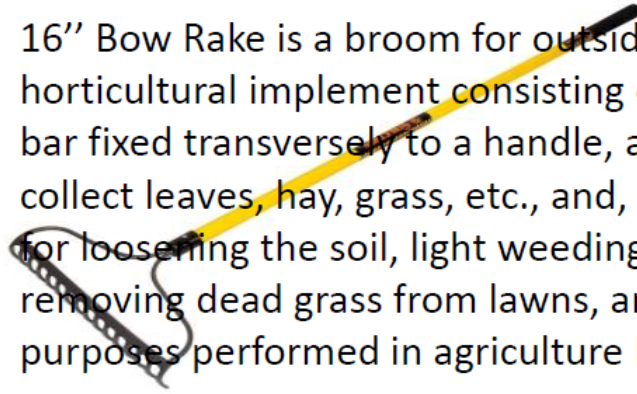 16’’ Bow Rake is a broom for outsid
horticultural implement consisting
bar fixed transversely to a handle, a
collect leaves, hay, grass, etc., and,
for loosening the soil, light weeding
removing dead grass from lawns, a
purposes performed in agriculture